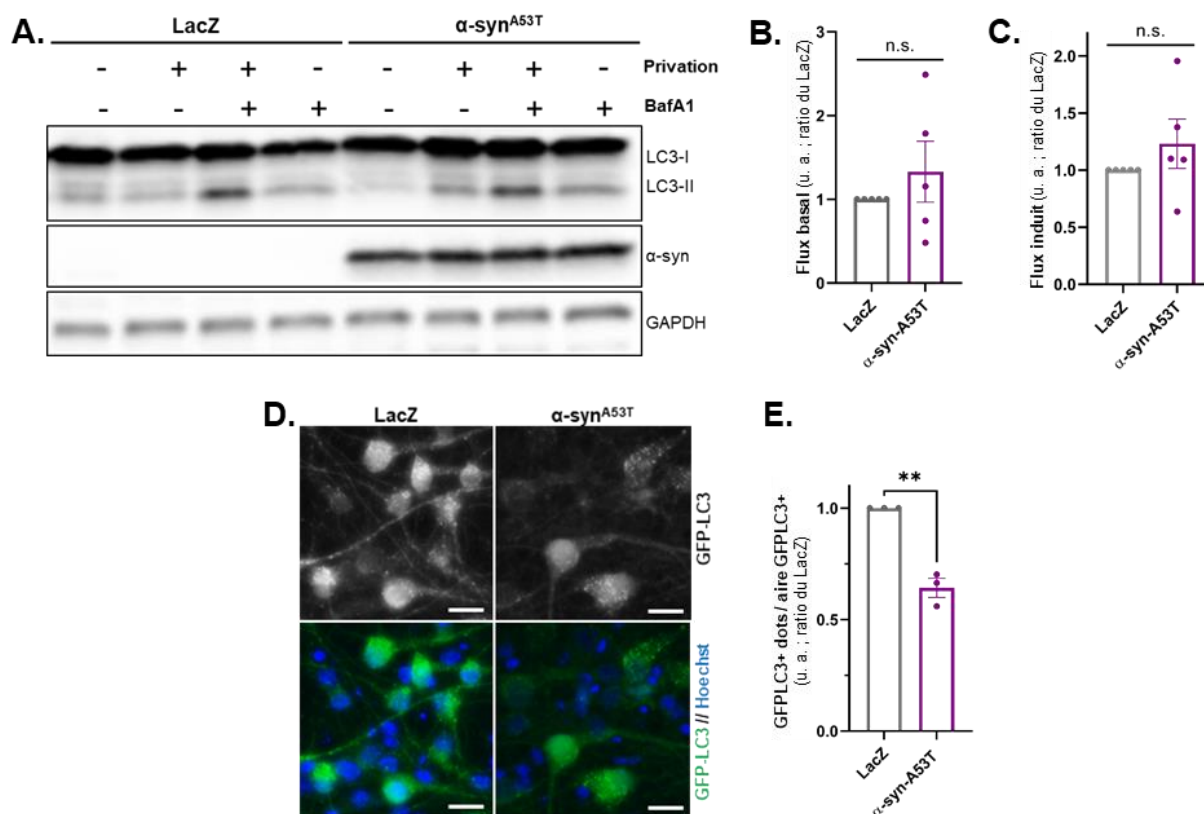 A.
LacZ
α-syn^A53T
- + + - - + + - Privation
- - + + - - + + BafA1
LC3-I
LC3-II
α-syn
GAPDH
B.
n.s.
Flux basal (u. a. ; ratio du LacZ)
3
2
1
0
LacZ
α-syn-A53T
C.
n.s.
Flux induit (u. a. ; ratio du LacZ)
2.0
1.5
1.0
0.5
0.0
LacZ
α-syn-A53T
D.
LacZ
α-syn^A53T
GFP-LC3
GFP-LC3 // Hoechst
E.
**
GFPLC3+ dots / aire GFPLC3+
(u. a. ; ratio du LacZ)
1.0
0.5
0.0
LacZ
α-syn-A53T